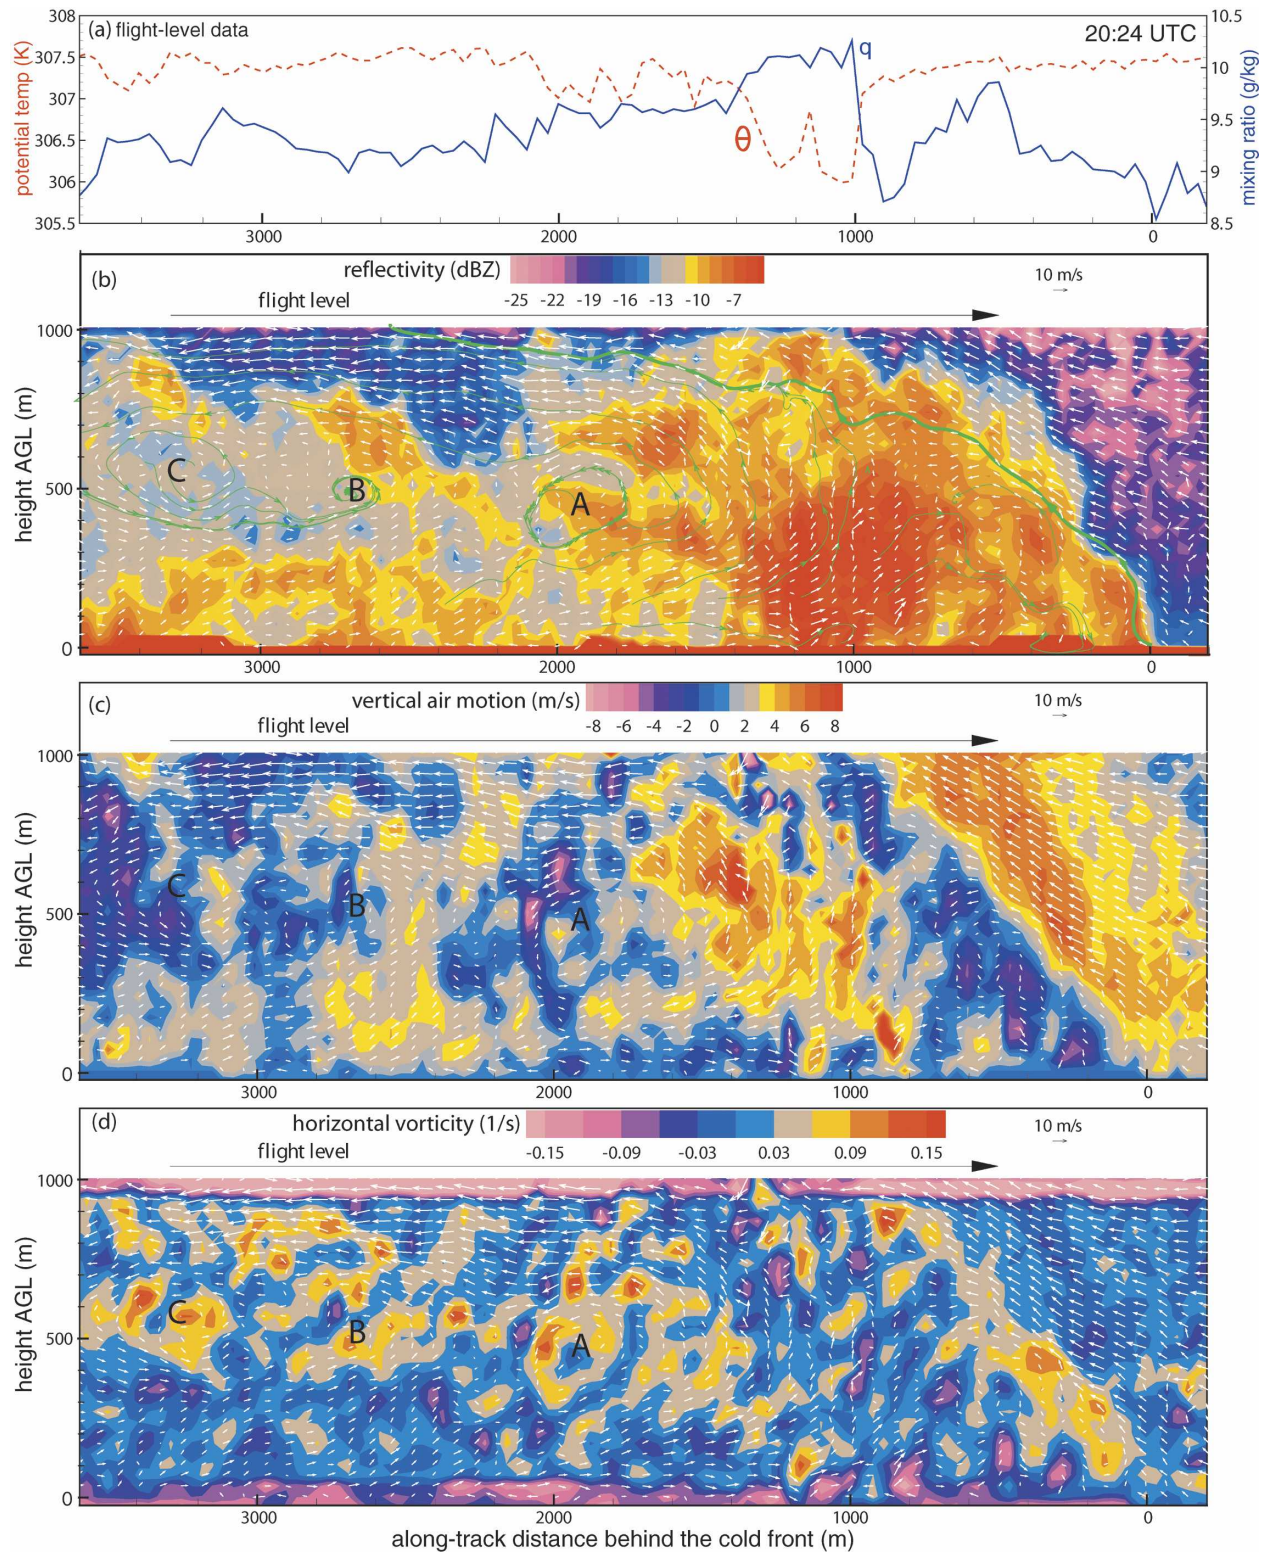 308
(a) flight-level data
20:24 UTC
10.5
307.5
q
10
307
9.5
306.5
θ
306
9
305.5
8.5
3000 2000 1000 0
potential temp (K)
mixing ratio (g/kg)
(b)
reflectivity (dBZ)
-25 -22 -19 -16 -13 -10 -7
10 m/s
flight level
1000
C
B
A
500
0
3000 2000 1000 0
height AGL (m)
(c)
vertical air motion (m/s)
-8 -6 -4 -2 0 2 4 6 8
10 m/s
flight level
1000
C
B
A
500
0
3000 2000 1000 0
height AGL (m)
(d)
horizontal vorticity (1/s)
-0.15 -0.09 -0.03 0.03 0.09 0.15
10 m/s
flight level
1000
C
B
A
500
0
3000 2000 1000 0
height AGL (m)
along-track distance behind the cold front (m)